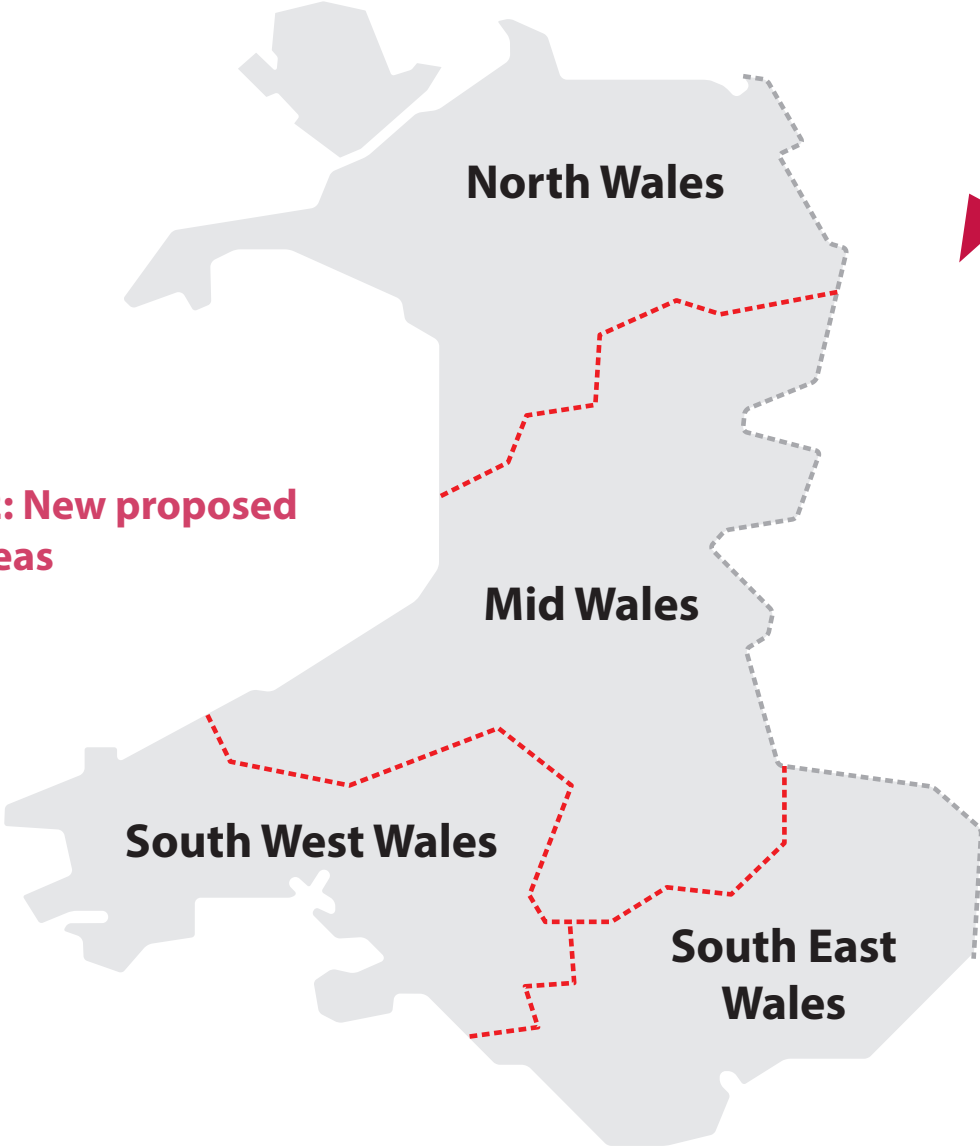 North Wales
: New proposed
eas
Mid Wales
South West Wales
South East
Wales